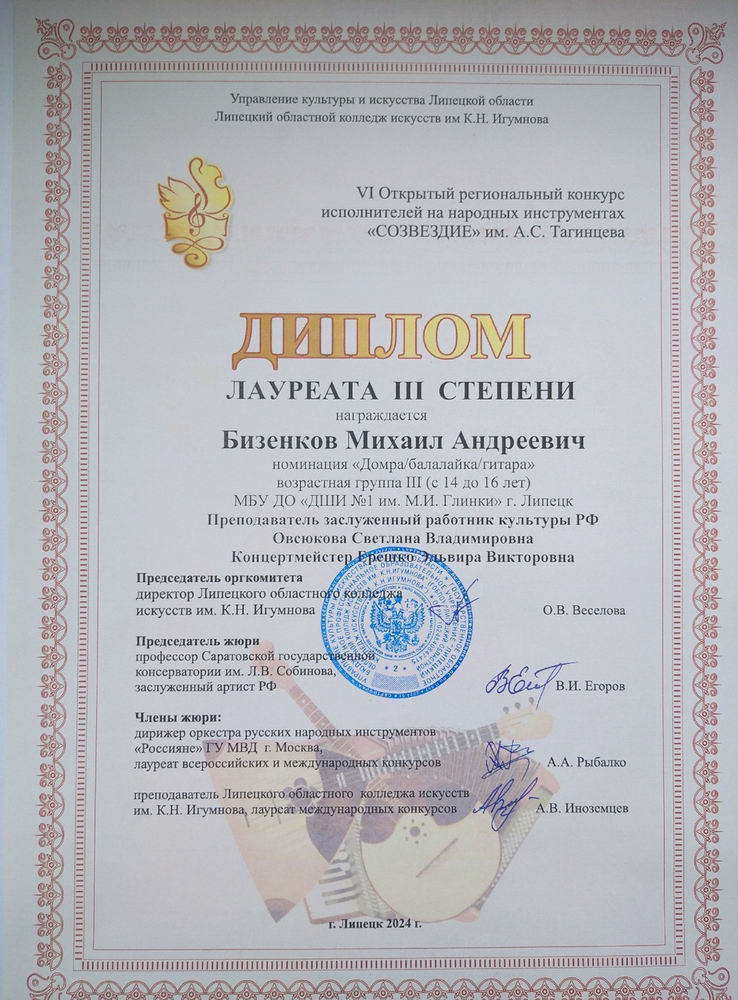 Управление культуры и искусства Липецкой области
Липецкий областной колледж искусств им К.Н. Игумнова
VI Открытый региональный конкурс
исполнителей на народных инструментах
«СОЗВЕЗДИЕ» им. А.С. Тагинцева
ДИПЛОМ
ЛАУРЕАТА III СТЕПЕНИ
награждается
Бизенков Михаил Андреевич
номинация «Домра/балалайка/гитара»
возрастная группа III (с 14 до 16 лет)
МБУ ДО «ДШИ №1 им. М.И. Глинки» г. Липецк
Преподаватель заслуженный работник культуры РФ
Овсюкова Светлана Владимировна
Концертмейстер Ерешко Эльвира Викторовна
Председатель оргкомитета
директор Липецкого областного колледжа
искусств им. К.Н. Игумнова О.В. Веселова
Председатель жюри
профессор Саратовской государственной
консерватории им. Л.В. Собинова,
заслуженный артист РФ В.И. Егоров
Члены жюри:
дирижер оркестра русских народных инструментов
«Россияне» ГУ МВД г. Москва,
лауреат всероссийских и международных конкурсов А.А. Рыбалко
преподаватель Липецкого областного колледжа искусств
им. К.Н. Игумнова, лауреат международных конкурсов А.В. Иноземцев
г. Липецк 2024 г.